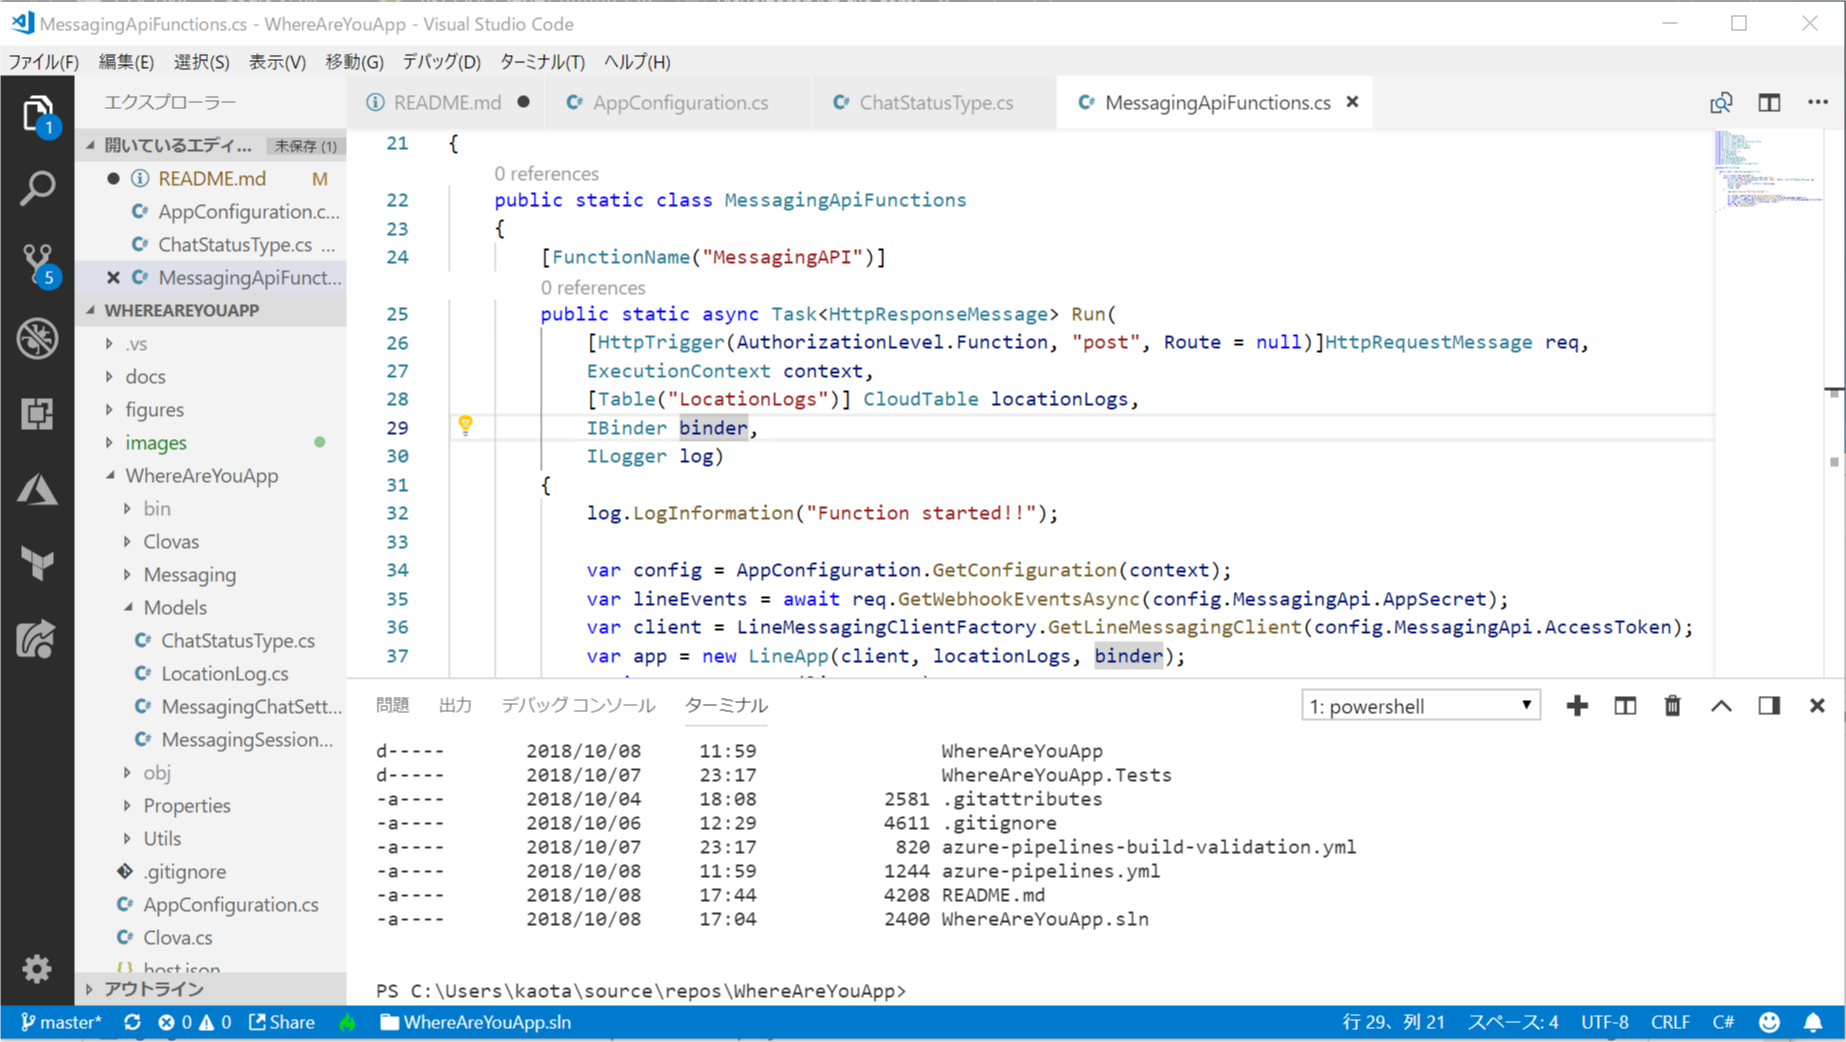 MessagingApiFunctions.cs - WhereAreYouApp - Visual Studio Code
ファイル(F) 編集(E) 選択(S) 表示(V) 移動(G) デバッグ(D) ターミナル(T) ヘルプ(H)
エクスプローラー
README.md AppConfiguration.cs ChatStatusType.cs MessagingApiFunctions.cs
1
開いているエディ... 未保存 (1)
README.md M
AppConfiguration.c...
ChatStatusType.cs ...
MessagingApiFunct...
5
WHEREAREYOUAPP
.vs
docs
figures
images
WhereAreYouApp
bin
Clovas
Messaging
Models
ChatStatusType.cs
LocationLog.cs
MessagingChatSett...
MessagingSession...
obj
Properties
Utils
.gitignore
AppConfiguration.cs
Clova.cs
host.json
アウトライン
21 {
0 references
22 public static class MessagingApiFunctions
23 {
24 [FunctionName("MessagingAPI")]
0 references
25 public static async Task<HttpResponseMessage> Run(
26 [HttpTrigger(AuthorizationLevel.Function, "post", Route = null)]HttpRequestMessage req,
27 ExecutionContext context,
28 [Table("LocationLogs")] CloudTable locationLogs,
29 IBinder binder,
30 ILogger log)
31 {
32 log.LogInformation("Function started!!");
33
34 var config = AppConfiguration.GetConfiguration(context);
35 var lineEvents = await req.GetWebhookEventsAsync(config.MessagingApi.AppSecret);
36 var client = LineMessagingClientFactory.GetLineMessagingClient(config.MessagingApi.AccessToken);
37 var app = new LineApp(client, locationLogs, binder);
問題 出力 デバッグ コンソール ターミナル 1: powershell
d----- 2018/10/08 11:59 WhereAreYouApp
d----- 2018/10/07 23:17 WhereAreYouApp.Tests
-a---- 2018/10/04 18:08 2581 .gitattributes
-a---- 2018/10/06 12:29 4611 .gitignore
-a---- 2018/10/07 23:17 820 azure-pipelines-build-validation.yml
-a---- 2018/10/08 11:59 1244 azure-pipelines.yml
-a---- 2018/10/08 17:44 4208 README.md
-a---- 2018/10/08 17:04 2400 WhereAreYouApp.sln
PS C:\Users\kaota\source\repos\WhereAreYouApp>
master* 0 0 Share WhereAreYouApp.sln 行 29、列 21 スペース: 4 UTF-8 CRLF C#